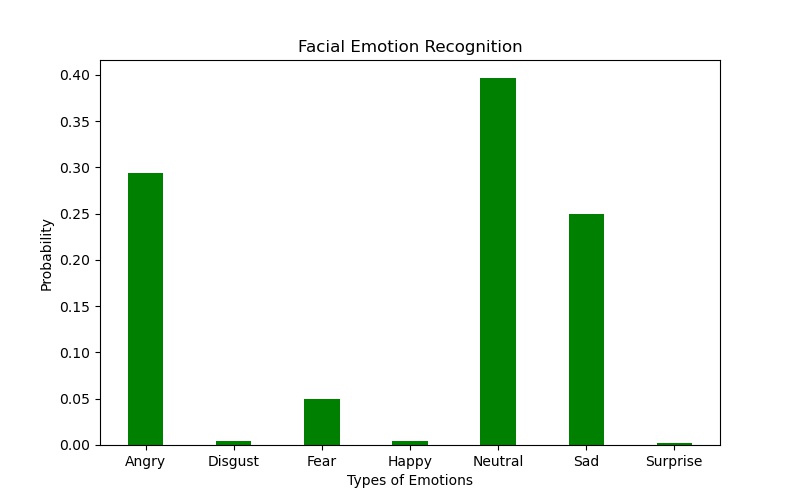 Facial Emotion Recognition
0.40
0.35
0.30
0.25
0.20
0.15
0.10
0.05
0.00
Probability
Angry Disgust Fear Happy Neutral Sad Surprise
Types of Emotions